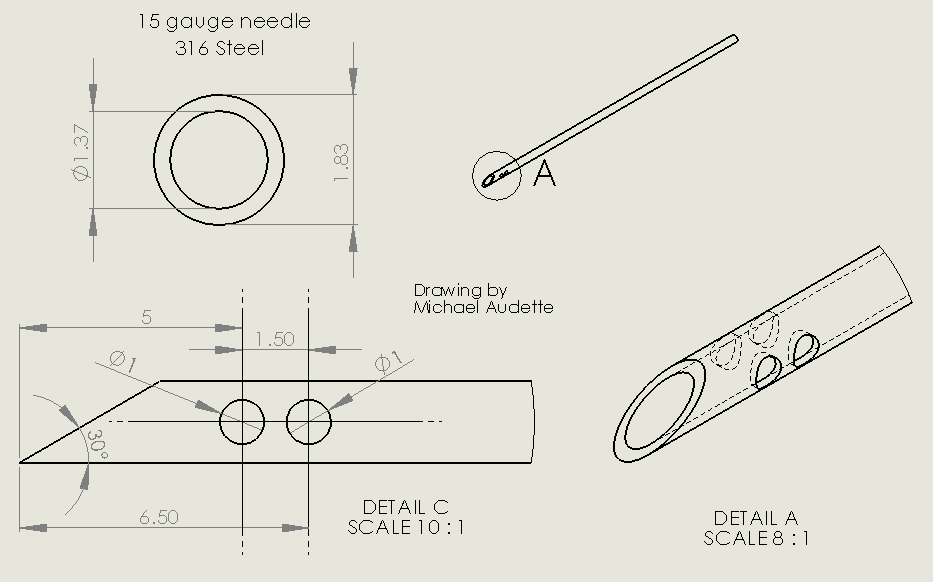 15 gauge needle
316 Steel
Ø1.37
1.83
A
Drawing by
Michael Audette
5
1.50
Ø1
Ø1
30°
6.50
DETAIL C
SCALE 10 : 1
DETAIL A
SCALE 8 : 1